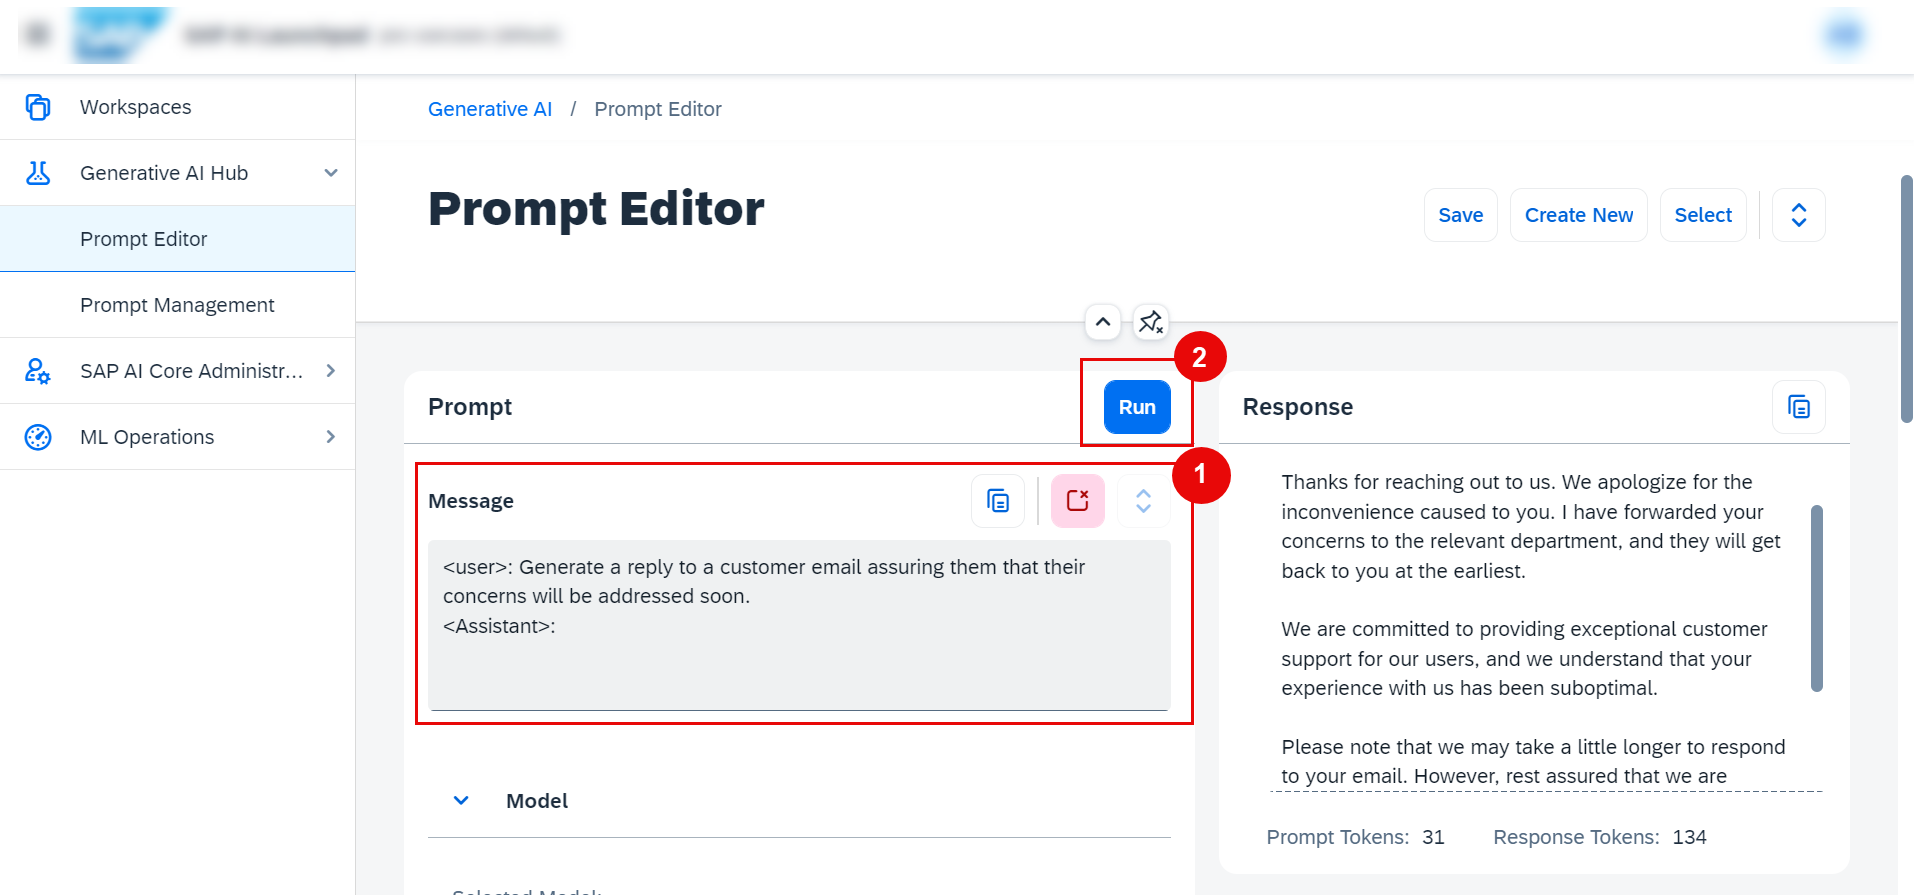 Workspaces
Generative AI Hub
Prompt Editor
Prompt Management
SAP AI Core Administr...
ML Operations
Generative AI / Prompt Editor
Prompt Editor
Save
Create New
Select
2
Prompt
Run
1
Message
<user>: Generate a reply to a customer email assuring them that their
concerns will be addressed soon.
<Assistant>:
Model
Response
Thanks for reaching out to us. We apologize for the
inconvenience caused to you. I have forwarded your
concerns to the relevant department, and they will get
back to you at the earliest.
We are committed to providing exceptional customer
support for our users, and we understand that your
experience with us has been suboptimal.
Please note that we may take a little longer to respond
to your email. However, rest assured that we are
Prompt Tokens: 31 Response Tokens: 134